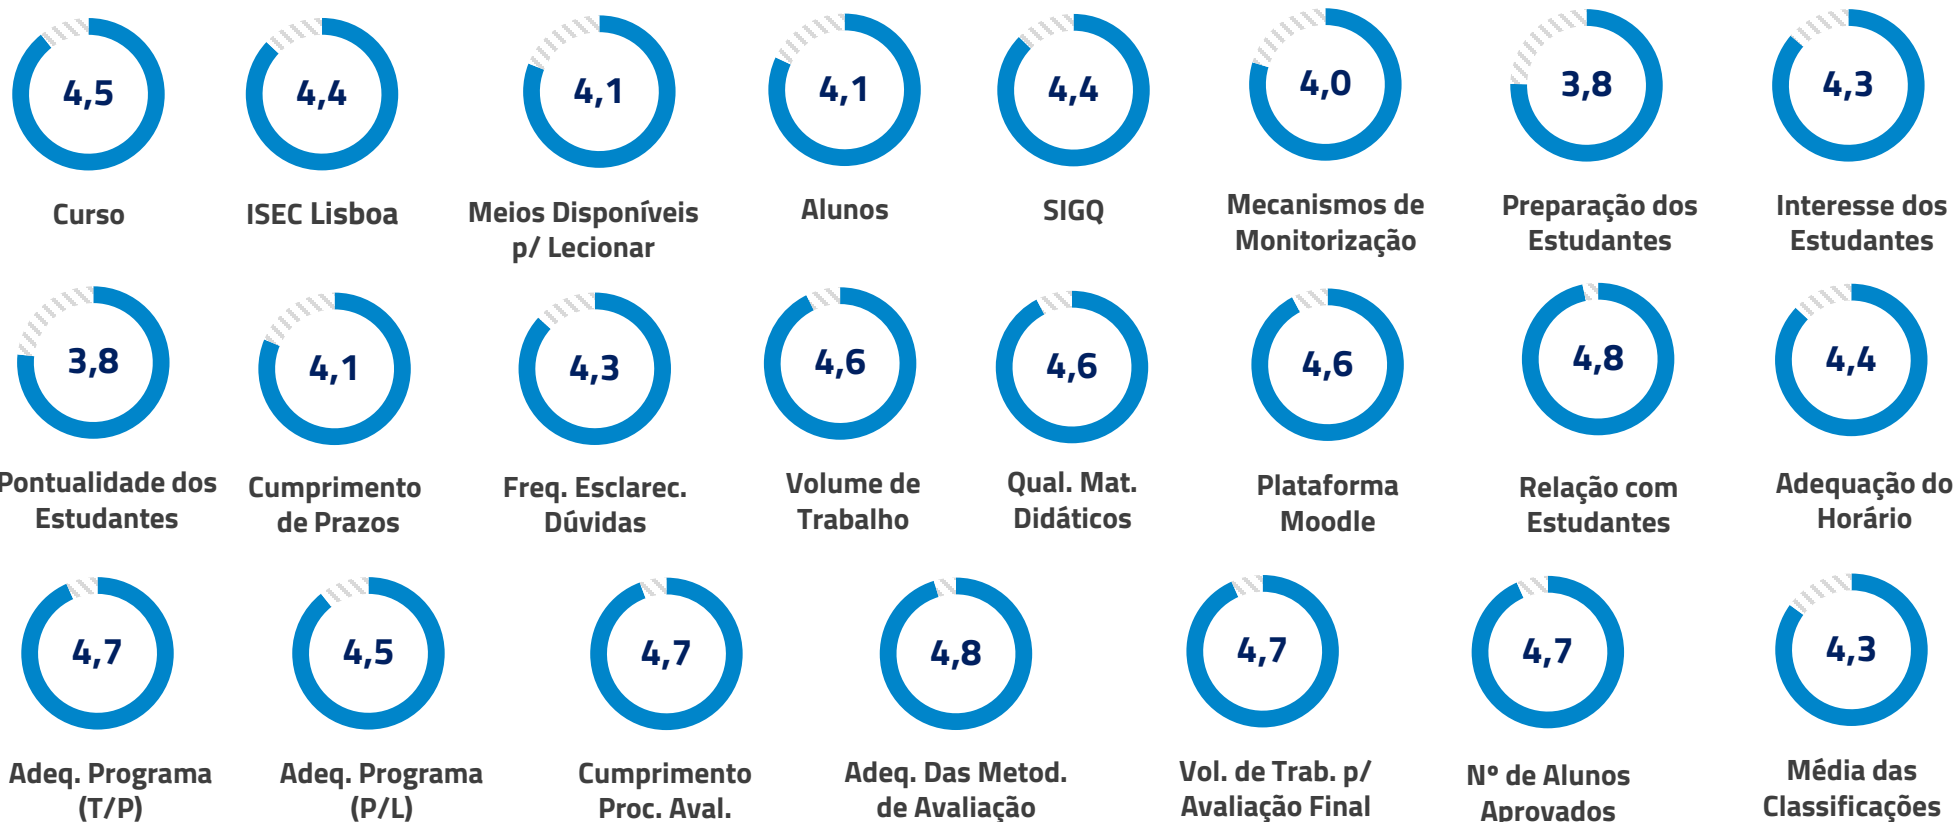 4,5
4,4
4,1
4,1
4,4
4,0
3,8
4,3
Curso
ISEC Lisboa
Meios Disponíveis
p/ Lecionar
Alunos
SIGQ
Mecanismos de
Monitorização
Preparação dos
Estudantes
Interesse dos
Estudantes
3,8
4,1
4,3
4,6
4,6
4,6
4,8
4,4
Pontualidade dos
Estudantes
Cumprimento
de Prazos
Freq. Esclarec.
Dúvidas
Volume de
Trabalho
Qual. Mat.
Didáticos
Plataforma
Moodle
Relação com
Estudantes
Adequação do
Horário
4,7
4,5
4,7
4,8
4,7
4,7
4,3
Adeq. Programa
(T/P)
Adeq. Programa
(P/L)
Cumprimento
Proc. Aval.
Adeq. Das Metod.
de Avaliação
Vol. de Trab. p/
Avaliação Final
Nº de Alunos
Aprovados
Média das
Classificações